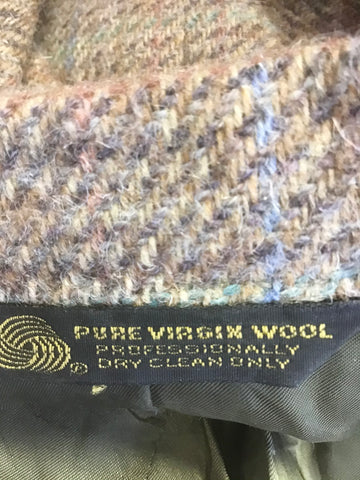 PURE VIRGIN WOOL
PROFESSIONALLY
®DRY CLEAN ONLY